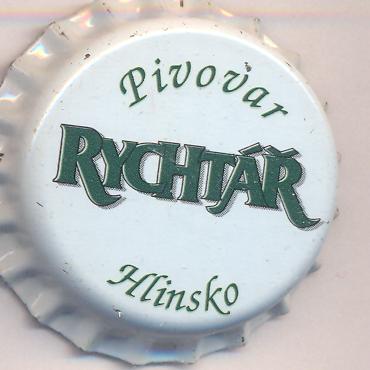 Pivovar
RYCHTÁŘ
Hlinsko